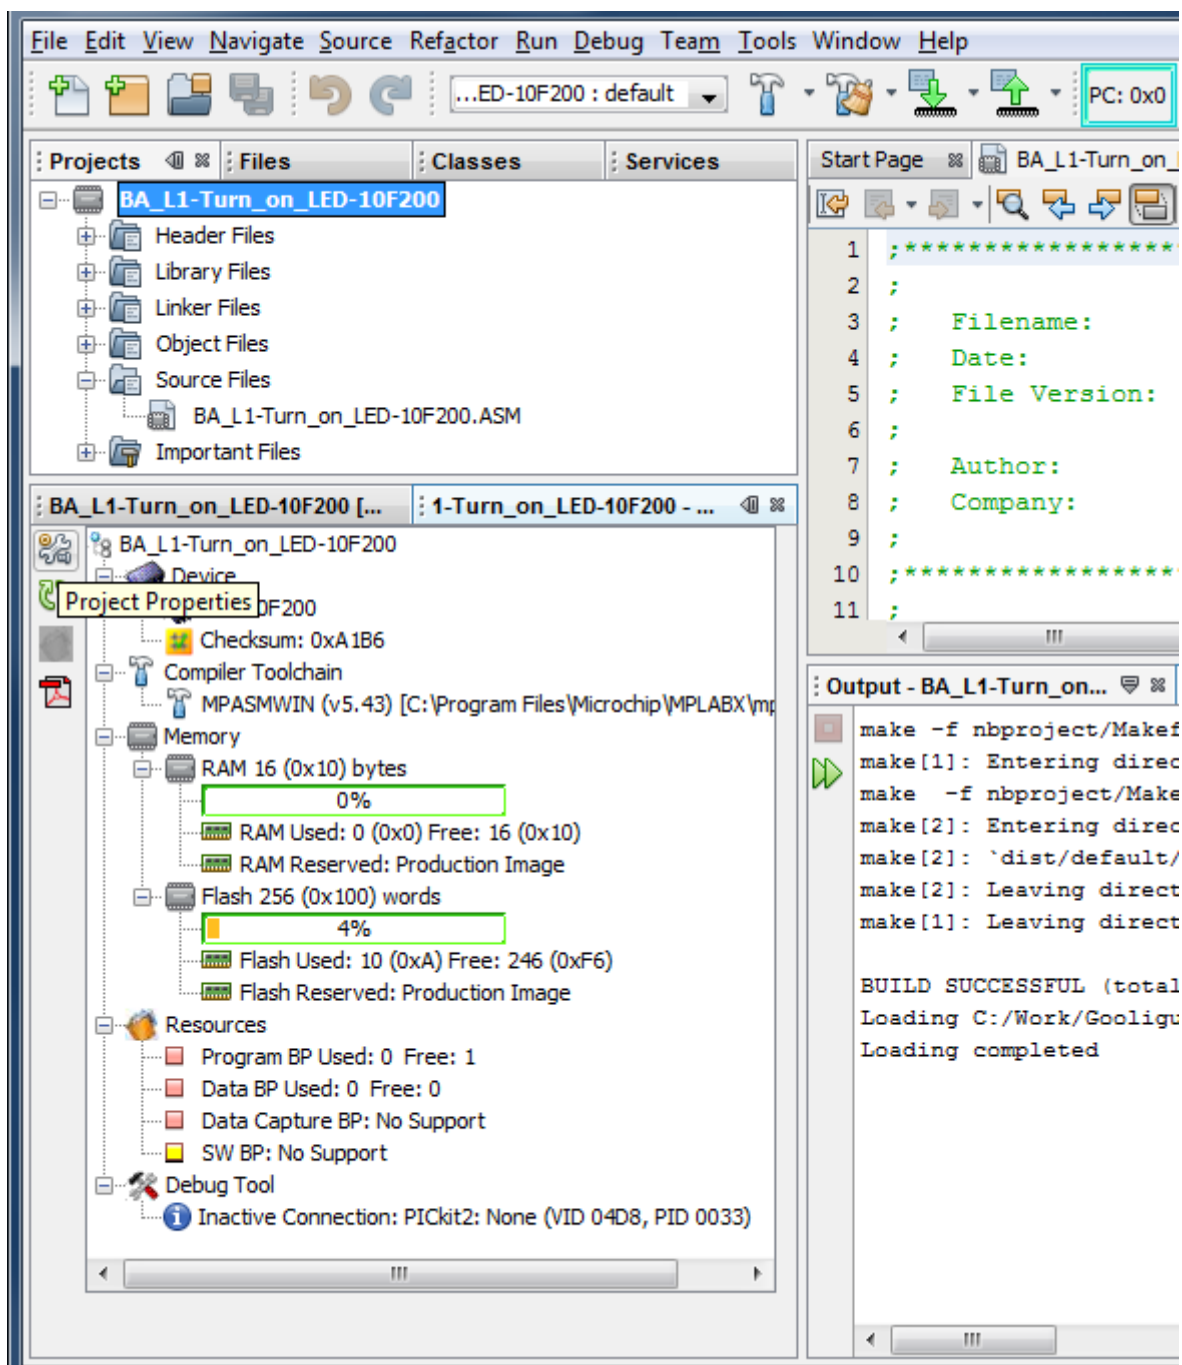 File Edit View Navigate Source Refactor Run Debug Team Tools Window Help
...ED-10F200 : default PC: 0x0
Projects Files Classes Services
BA_L1-Turn_on_LED-10F200
Header Files
Library Files
Linker Files
Object Files
Source Files
BA_L1-Turn_on_LED-10F200.ASM
Important Files
BA_L1-Turn_on_LED-10F200 [... 1-Turn_on_LED-10F200 - ...
BA_L1-Turn_on_LED-10F200
Device
Project Properties
0F200
Checksum: 0xA1B6
Compiler Toolchain
MPASMWIN (v5.43) [C:\Program Files\Microchip\MPLABX\mp
Memory
RAM 16 (0x10) bytes
0%
RAM Used: 0 (0x0) Free: 16 (0x10)
RAM Reserved: Production Image
Flash 256 (0x100) words
4%
Flash Used: 10 (0xA) Free: 246 (0xF6)
Flash Reserved: Production Image
Resources
Program BP Used: 0 Free: 1
Data BP Used: 0 Free: 0
Data Capture BP: No Support
SW BP: No Support
Debug Tool
Inactive Connection: PICkit2: None (VID 04D8, PID 0033)
Start Page BA_L1-Turn_on_
1 ;*****************
2 ;
3 ; Filename:
4 ; Date:
5 ; File Version:
6 ;
7 ; Author:
8 ; Company:
9 ;
10 ;*****************
11 ;
Output - BA_L1-Turn_on...
make -f nbproject/Makef
make[1]: Entering direc
make -f nbproject/Make
make[2]: Entering direc
make[2]: `dist/default/
make[2]: Leaving direct
make[1]: Leaving direct
BUILD SUCCESSFUL (total
Loading C:/Work/Gooligu
Loading completed